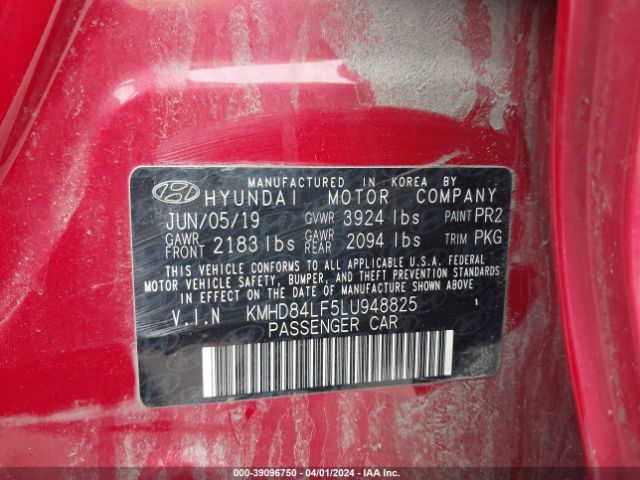 MANUFACTURED IN KOREA BY
HYUNDAI MOTOR COMPANY
JUN/05/19 GVWR 3924 lbs PAINT PR2
GAWR FRONT 2183 lbs GAWR REAR 2094 lbs TRIM PKG
THIS VEHICLE CONFORMS TO ALL APPLICABLE U.S.A. FEDERAL
MOTOR VEHICLE SAFETY, BUMPER, AND THEFT PREVENTION STANDARDS
IN EFFECT ON THE DATE OF MANUFACTURE SHOWN ABOVE.
V.I.N KMHD84LF5LU948825
PASSENGER CAR
000-39096750 - 04/01/2024 - IAA Inc.